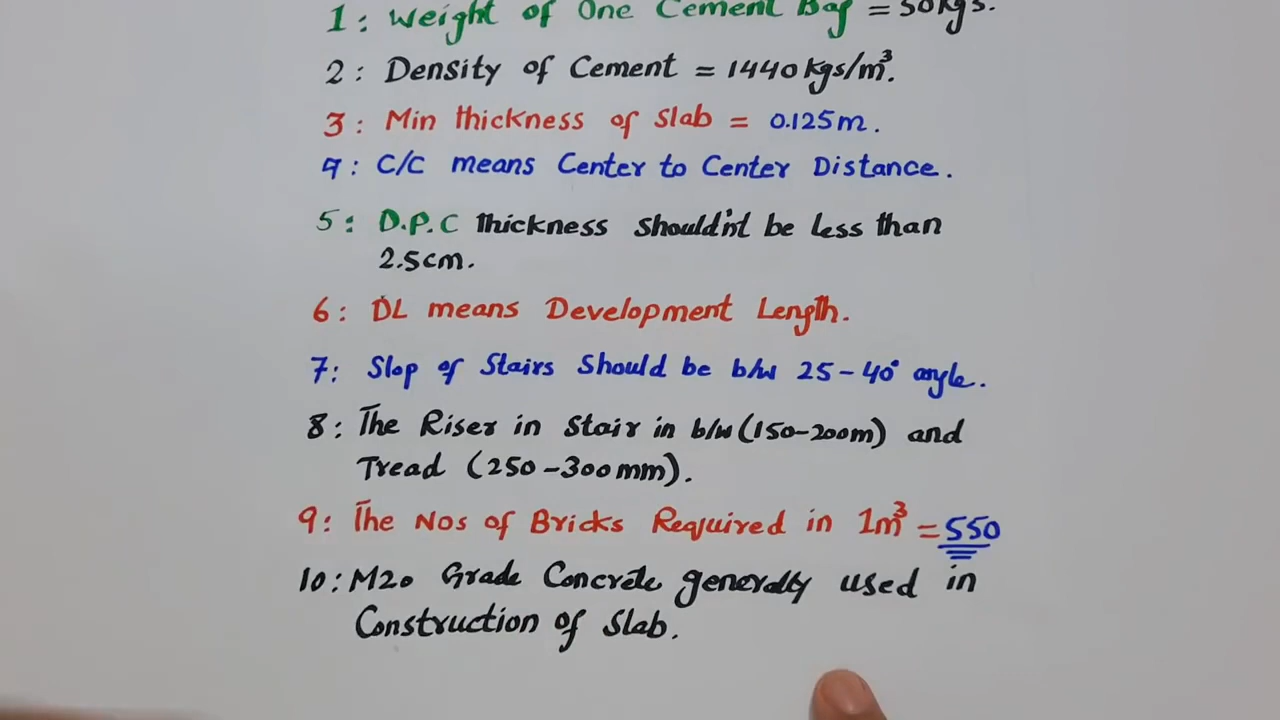 1: Weight of One Cement Bag = 50kgs.
2: Density of Cement = 1440kgs/m³.
3: Min thickness of slab = 0.125m.
4: C/C means Center to Center Distance.
5: D.P.C thickness should'nt be less than
2.5cm.
6: DL means Development Length.
7: Slop of Stairs Should be b/w 25-40° angle.
8: The Riser in Stair in b/w (150-200m) and
Tread (250-300mm).
9: The Nos of Bricks Required in 1m³ = 550
10: M20 Grade Concrete generally used in
Construction of Slab.